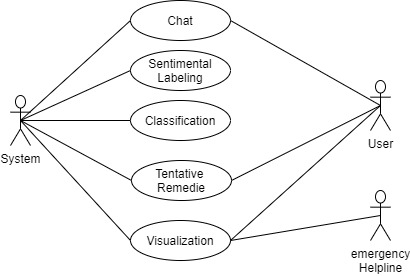 Chat
Sentimental
Labeling
Classification
System
User
Tentative
Remedie
Visualization
emergency
Helpline